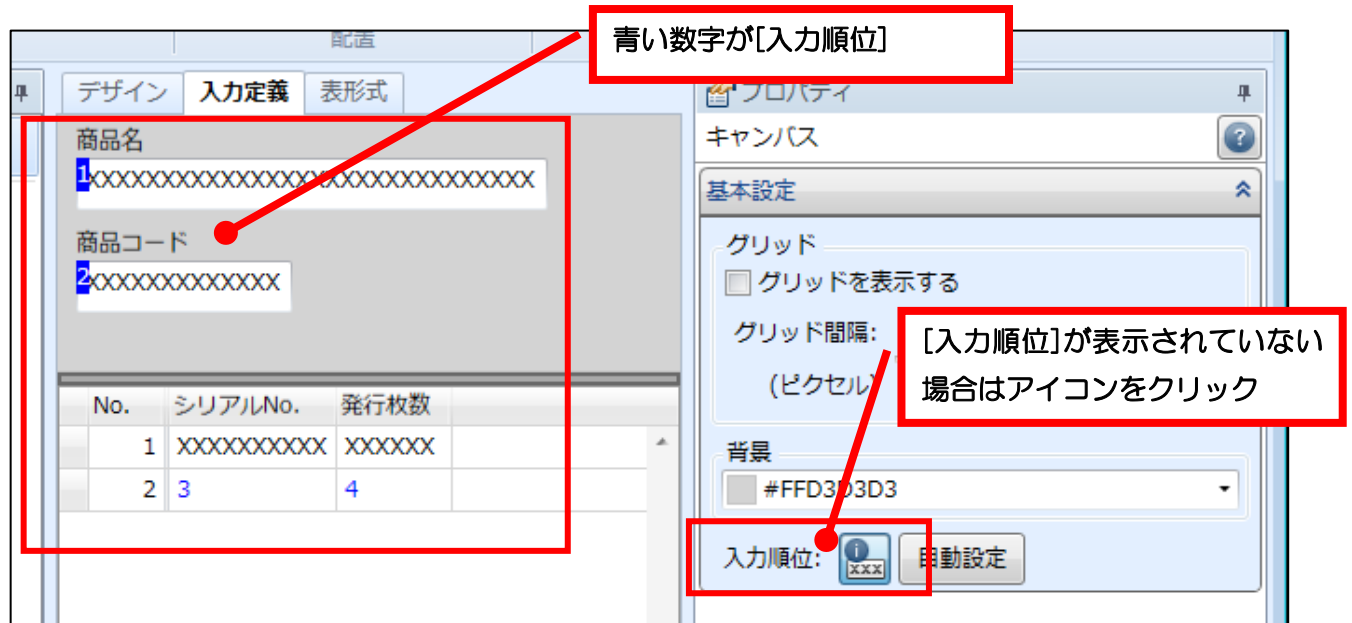 配置
青い数字が[入力順位]
デザイン 入力定義 表形式
商品名
1XXXXXXXXXXXXXXXXXXXXXXXXXXXXX
商品コード
2XXXXXXXXXXXXX
No. シリアルNo. 発行枚数
1 XXXXXXXXXX XXXXXX
2 3 4
プロパティ
キャンバス
?
基本設定
グリッド
グリッドを表示する
グリッド間隔:
(ピクセル)
[入力順位]が表示されていない
場合はアイコンをクリック
背景
#FFD3D3D3
入力順位: i xxx 自動設定